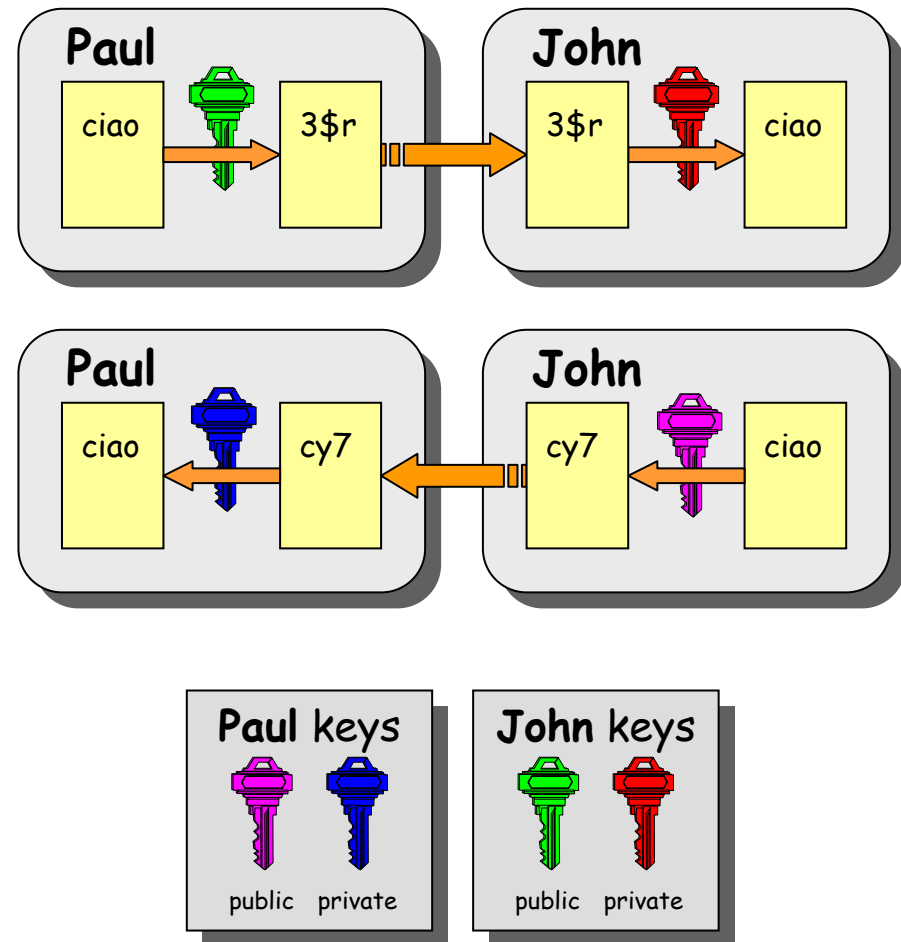 Paul
John
ciao
3$r
3$r
ciao
Paul
John
ciao
cy7
cy7
ciao
Paul keys
public private
John keys
public private